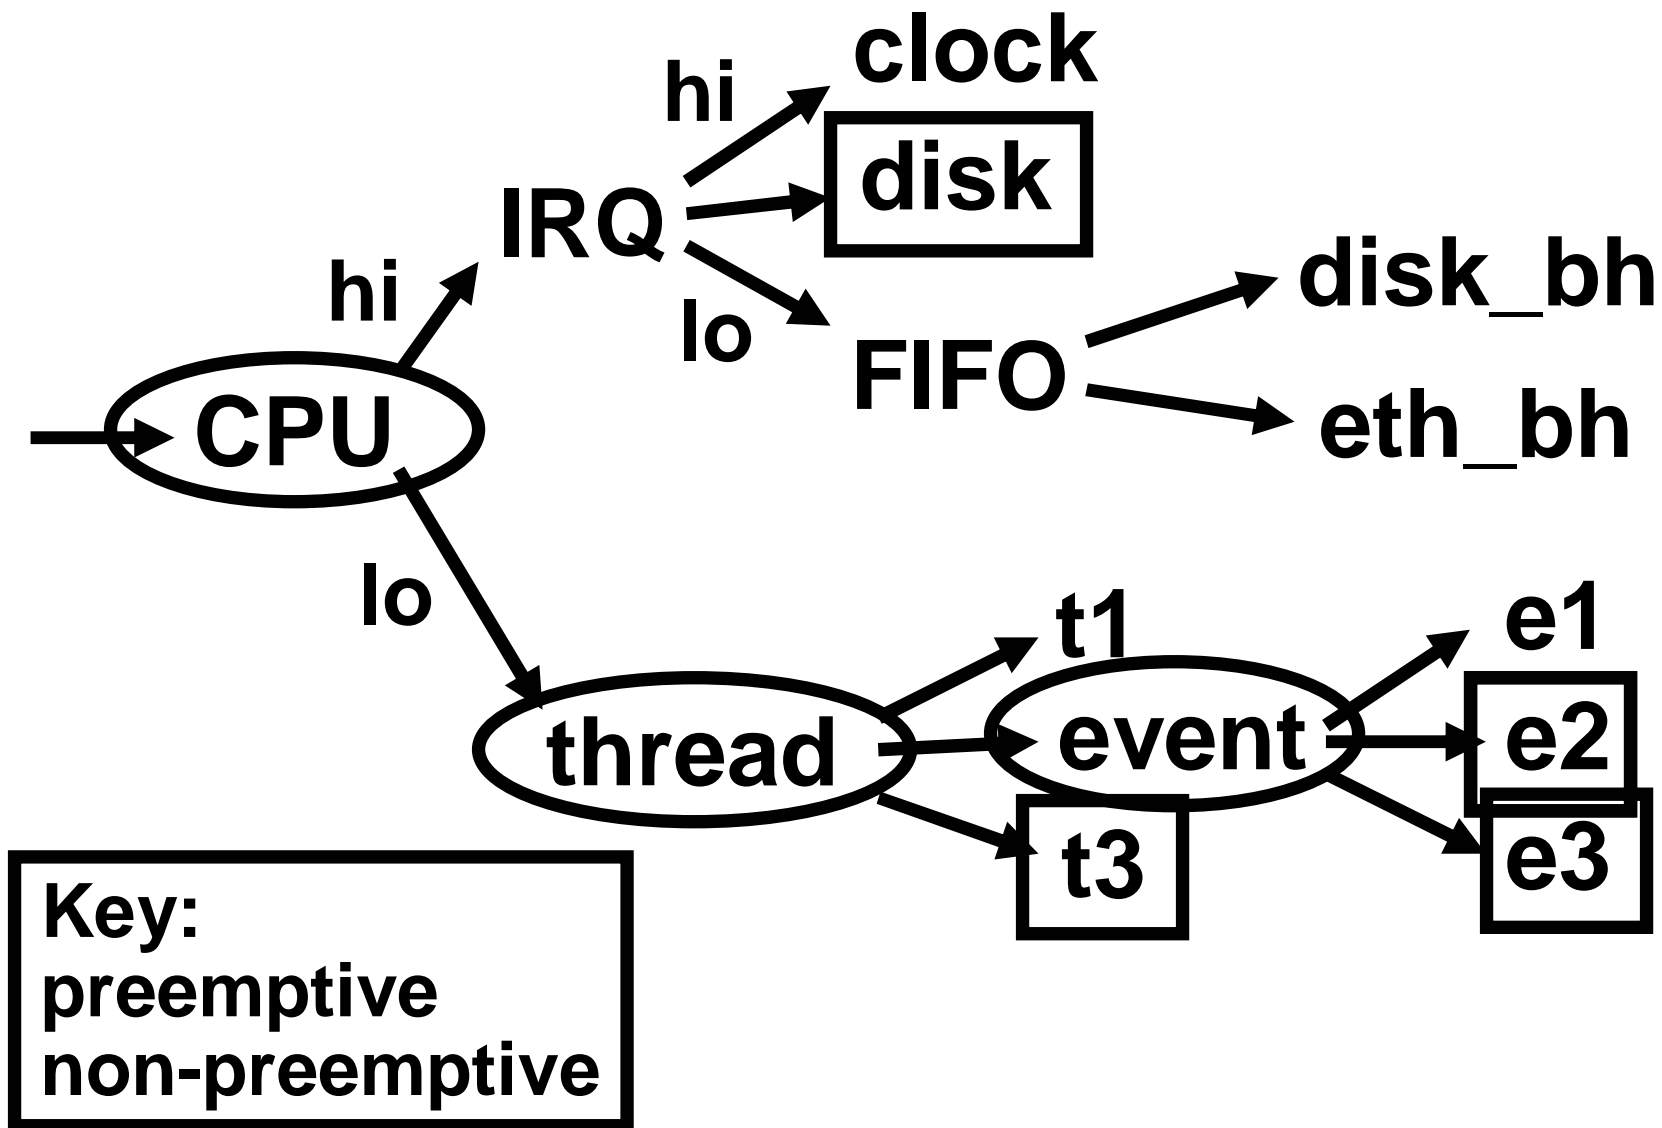 clock
hi
disk
IRQ
disk_bh
hi
lo
FIFO
eth_bh
CPU
lo
t1
e1
thread
event
e2
t3
e3
Key:
preemptive
non-preemptive